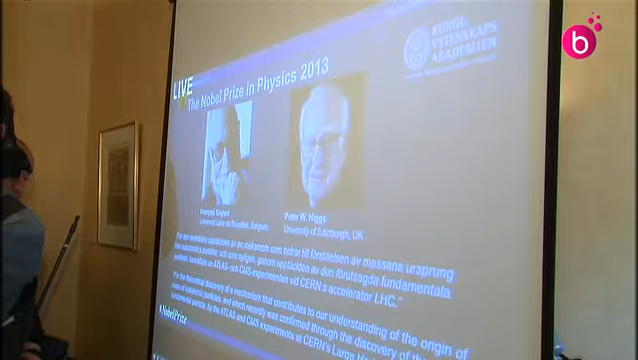 KUNGL.
VETENSKAPS
AKADEMIEN
LIVE
The Nobel Prize in Physics 2013
François Englert
Université Libre de Bruxelles, Belgium
Peter W. Higgs
University of Edinburgh, UK
"För den teoretiska upptäckten av en mekanism som bidrar till förståelsen av massans ursprung
hos subatomära partiklar, och som nyligen, genom upptäckten av den förutsagda fundamentala
partikeln, bekräftats av ATLAS- och CMS-experimenten vid CERN:s accelerator LHC."
"For the theoretical discovery of a mechanism that contributes to our understanding of the origin of
mass of subatomic particles, and which recently was confirmed through the discovery of the
fundamental particle, by the ATLAS and CMS experiments at CERN's Large
#NobelPrize
b